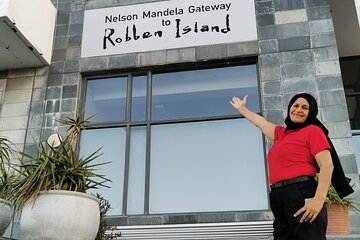 Nelson Mandela Gateway
to
Robben Island